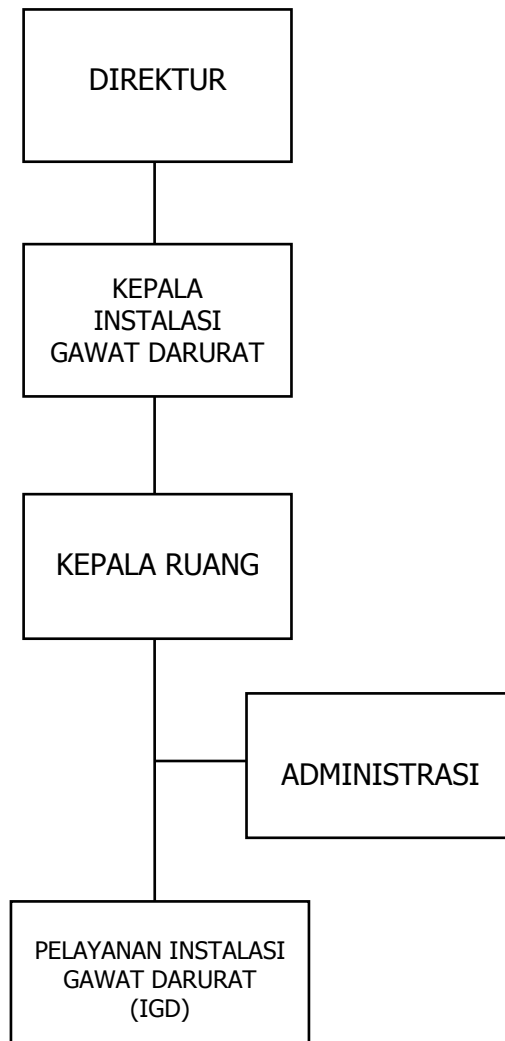 DIREKTUR
KEPALA
INSTALASI
GAWAT DARURAT
KEPALA RUANG
ADMINISTRASI
PELAYANAN INSTALASI
GAWAT DARURAT
(IGD)